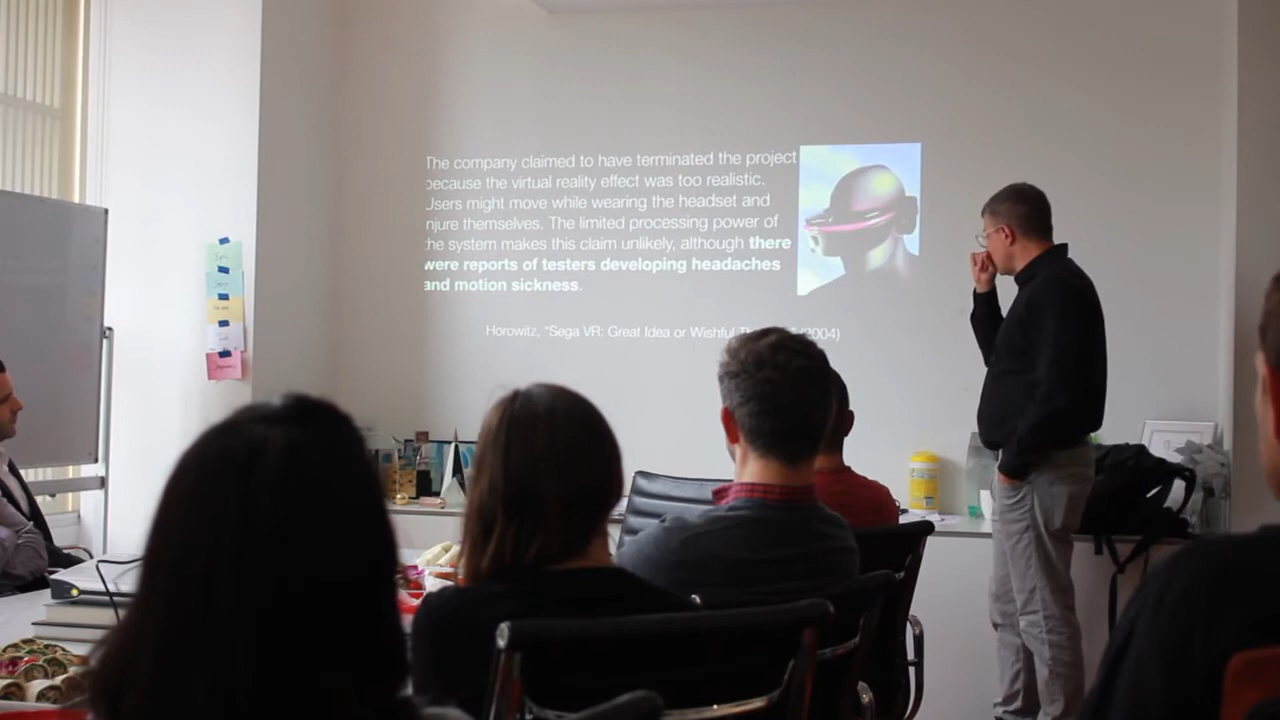 The company claimed to have terminated the project
because the virtual reality effect was too realistic.
Users might move while wearing the headset and
njure themselves. The limited processing power of
the system makes this claim unlikely, although there
were reports of testers developing headaches
and motion sickness.
Horowitz, "Sega VR: Great Idea or Wishful (2004)